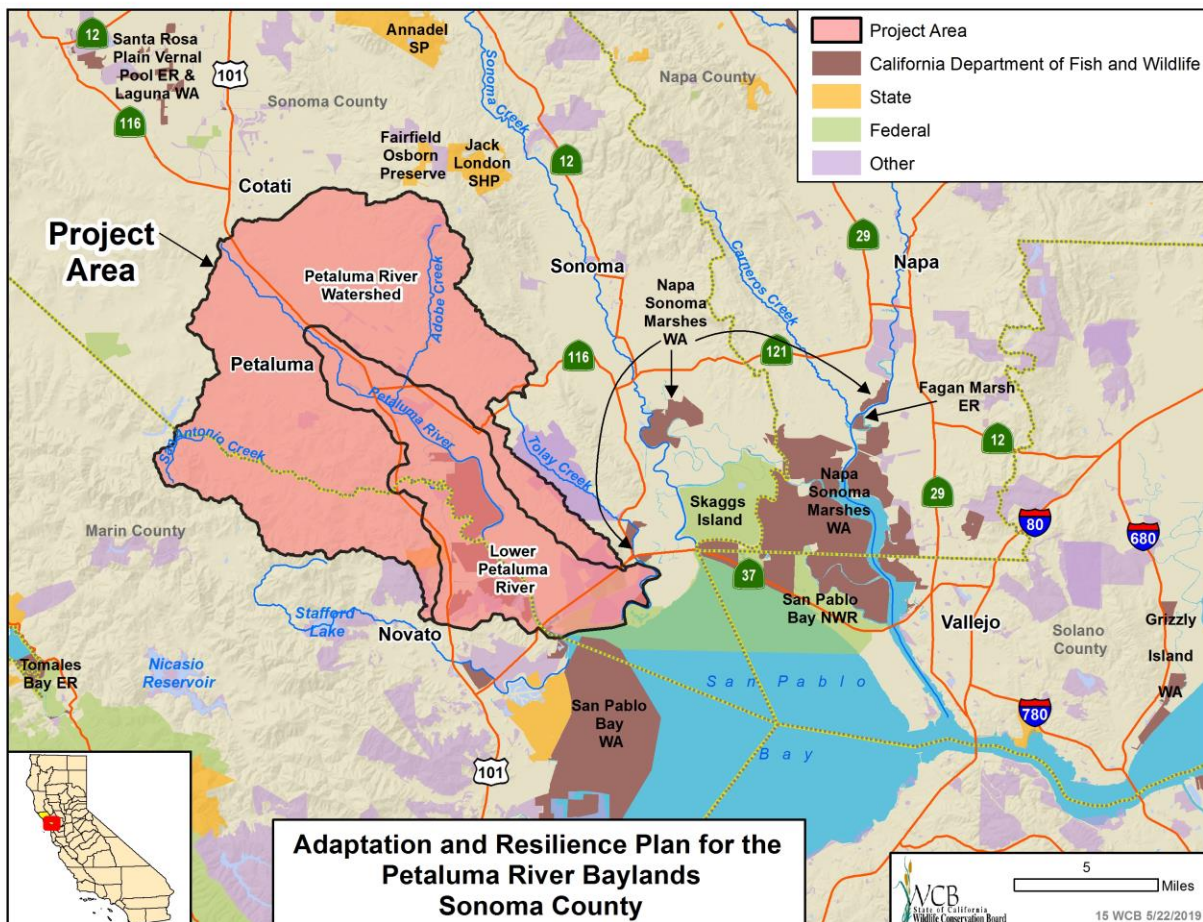 12
Santa Rosa
Plain Vernal
Pool ER &
Laguna WA
116
101
Annadel
SP
Sonoma County
Sonoma Creek
Napa County
Fairfield
Osborn
Preserve
Jack
London
SHP
12
Project Area
California Department of Fish and Wildlife
State
Federal
Other
Cotati
Project
Area
Petaluma River
Watershed
Adobe Creek
Sonoma
Carneros Creek
29
Napa
Napa
Sonoma
Marshes
WA
Petaluma
116
121
Fagan Marsh
ER
Petaluma River
San Antonio Creek
Tolay Creek
12
Napa
Sonoma
Marshes WA
29
Skaggs
Island
80
680
Marin County
Lower
Petaluma
River
37
San Pablo
Bay NWR
Stafford
Lake
Novato
Vallejo
Solano
County
Grizzly
Island
WA
Tomales
Bay ER
Nicasio
Reservoir
San Pablo
Bay
San Pablo
Bay
WA
780
101
Adaptation and Resilience Plan for the
Petaluma River Baylands
Sonoma County
WCB
State of California
Wildlife Conservation Board
5
Miles
15 WCB 5/22/2019